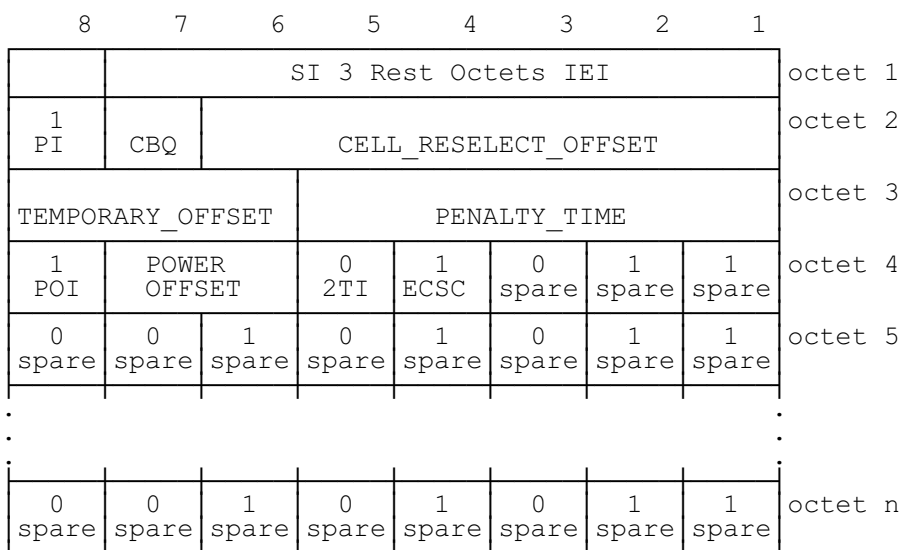 8 7 6 5 4 3 2 1
SI 3 Rest Octets IEI octet 1
1 octet 2
PI CBQ CELL_RESELECT_OFFSET
octet 3
TEMPORARY_OFFSET PENALTY_TIME
1 POWER 0 1 0 1 1 octet 4
POI OFFSET 2TI ECSC spare spare spare
0 0 1 0 1 0 1 1 octet 5
spare spare spare spare spare spare spare spare
0 0 1 0 1 0 1 1 octet n
spare spare spare spare spare spare spare spare